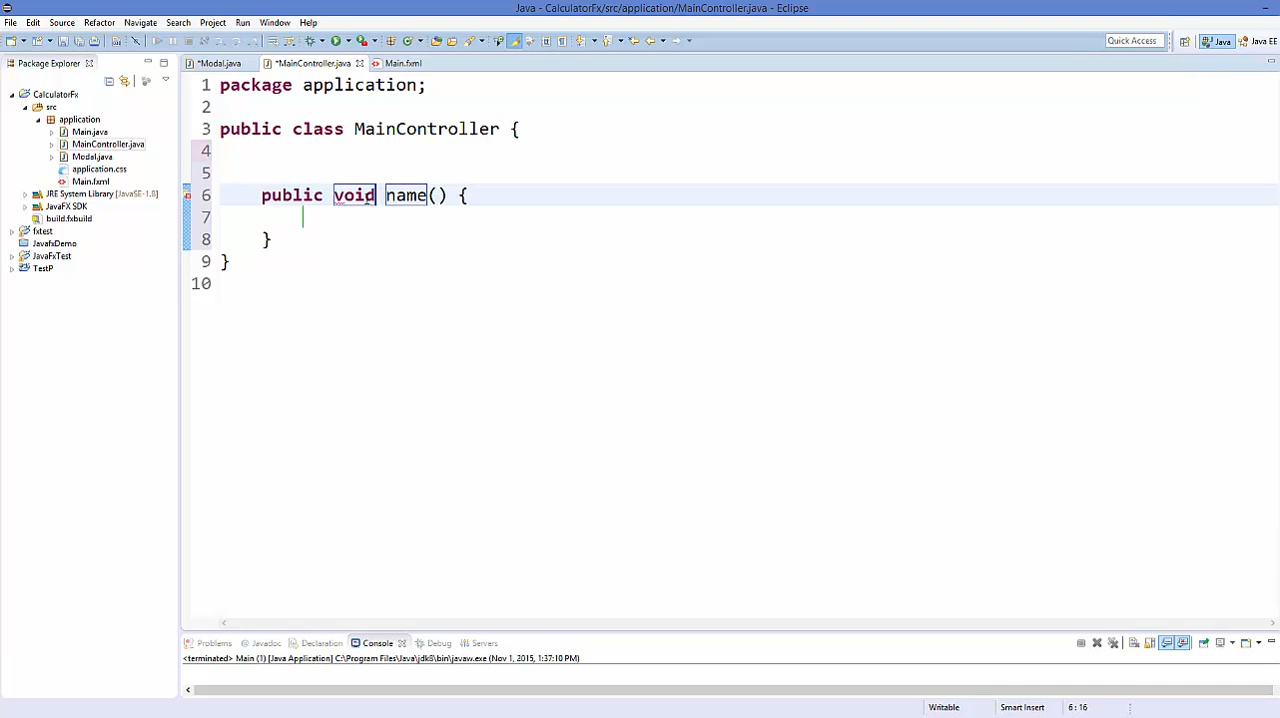 Java - CalculatorFx/src/application/MainController.java - Eclipse
File Edit Source Refactor Navigate Search Project Run Window Help
Quick Access Java Java EE
Package Explorer *Modal.java *MainController.java Main.fxml
CalculatorFx
src
application
Main.java
MainController.java
Modal.java
application.css
Main.fxml
JRE System Library [JavaSE-1.8]
JavaFX SDK
build.fxbuild
fxtest
JavafxDemo
JavaFxTest
TestP
1 package application;
2
3 public class MainController {
4
5
6 public void name() {
7
8 }
9 }
10
Problems Javadoc Declaration Console Debug Servers
<terminated> Main (1) [Java Application] C:\Program Files\Java\jdk8\bin\javaw.exe (Nov 1, 2015, 1:37:10 PM)
Writable Smart Insert 6 : 16